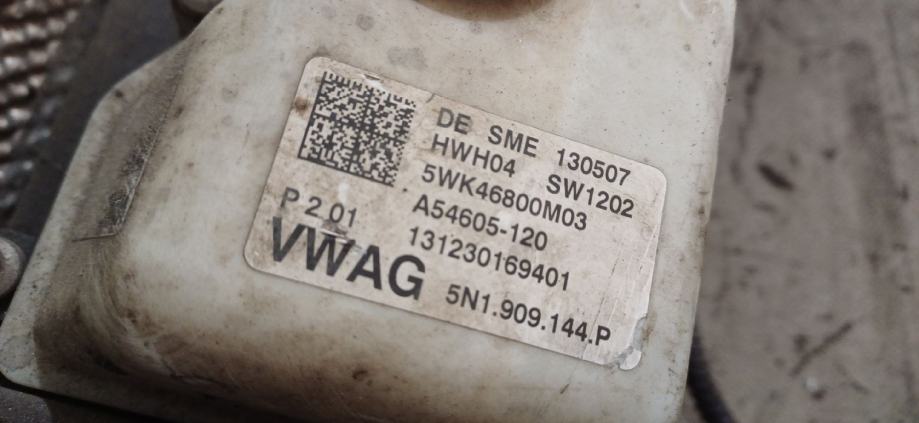 DE SME 130507
HWH04 SW1202
5WK46800M03
A54605-120
131230169401
P 2 01
VWAG 5N1.909.144.P